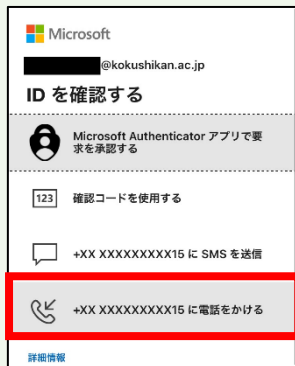 Microsoft
@kokushikan.ac.jp
ID を確認する
Microsoft Authenticator アプリで要
求を承認する
123
確認コードを使用する
+XX XXXXXXXXX15 に SMS を送信
+XX XXXXXXXXX15 に電話をかける
詳細情報